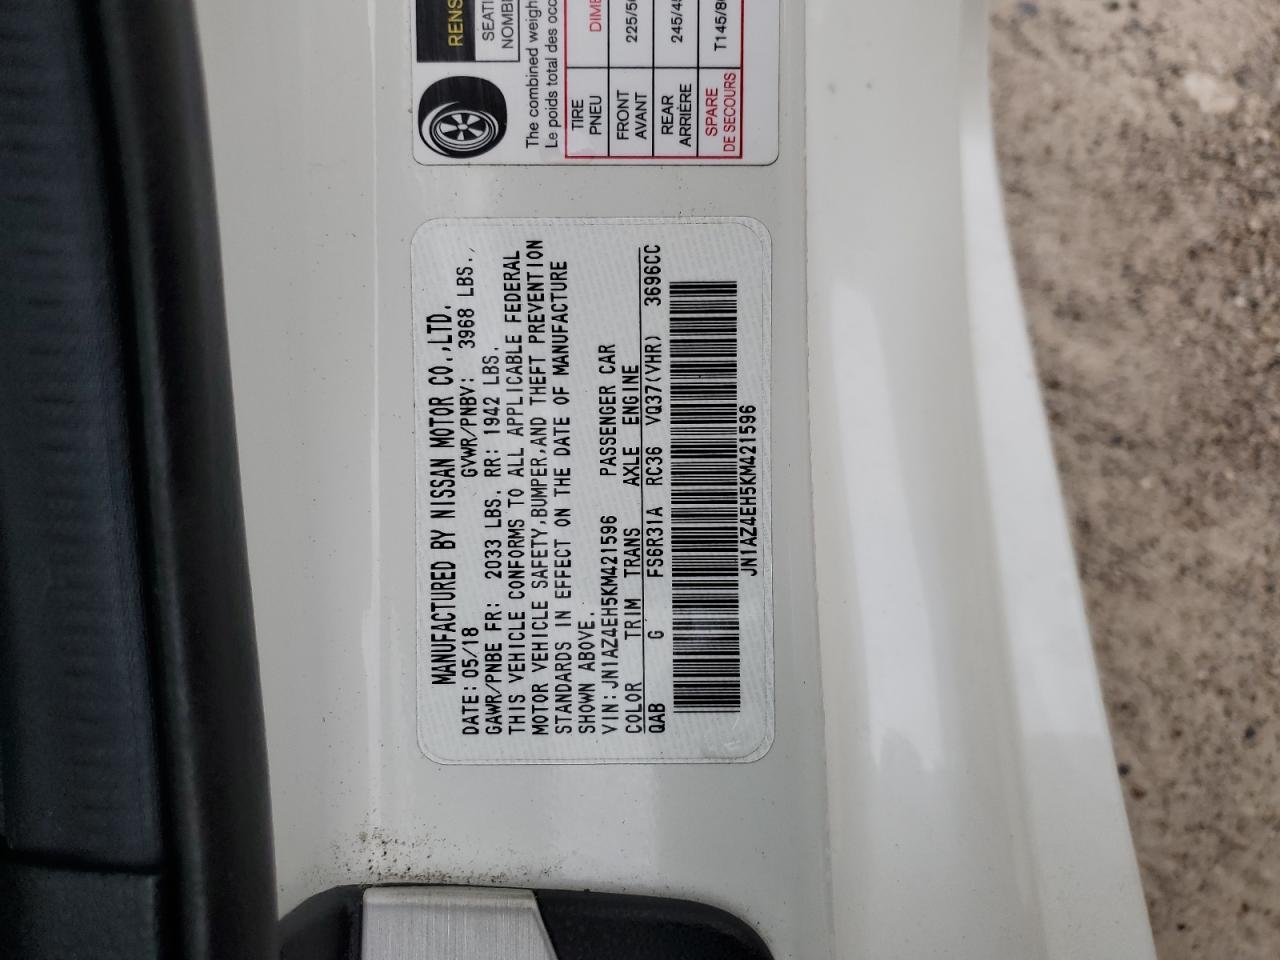 RENS
SEATI
NOMBR
The combined weigh
Le poids total des occ
TIRE
PNEU
DIME
FRONT
AVANT
REAR
ARRIÈRE
SPARE
DE SECOURS
MANUFACTURED BY NISSAN MOTOR CO.,LTD.
DATE: 05/18 GVWR/PNBV: 3968 LBS.,
GAWR/PNBE FR: 2033 LBS. RR: 1942 LBS.
THIS VEHICLE CONFORMS TO ALL APPLICABLE FEDERAL
MOTOR VEHICLE SAFETY,BUMPER,AND THEFT PREVENTION
STANDARDS IN EFFECT ON THE DATE OF MANUFACTURE
SHOWN ABOVE.
VIN:JN1AZ4EH5KM421596 PASSENGER CAR
COLOR TRIM TRANS AXLE ENGINE
QAB G FS6R31A RC36 VQ37(VHR) 3696CC
JN1AZ4EH5KM421596